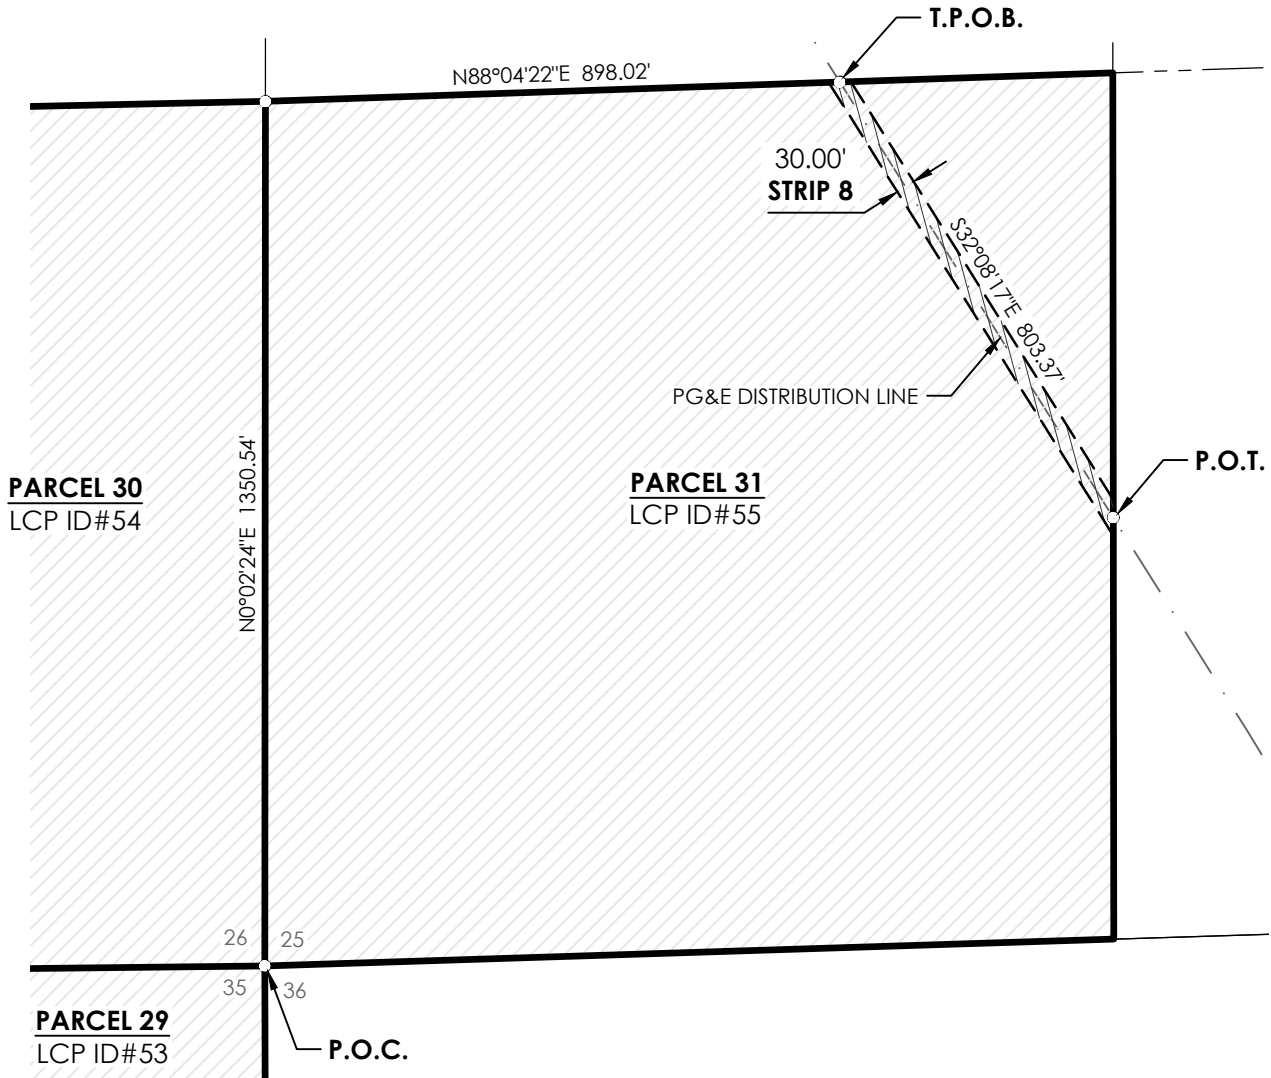 T.P.O.B.
N88°04'22"E 898.02'
30.00'
STRIP 8
S32°08'17"E 803.37'
PG&E DISTRIBUTION LINE
P.O.T.
N0°02'24"E 1350.54'
PARCEL 30
LCP ID#54
PARCEL 31
LCP ID#55
26 25
35 36
PARCEL 29
LCP ID#53
P.O.C.